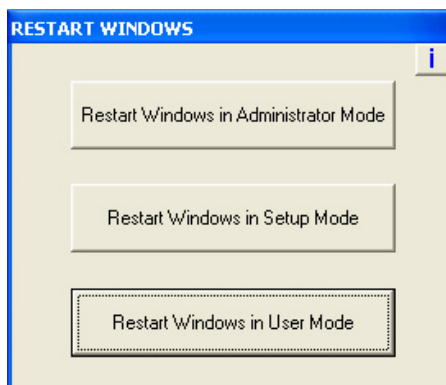 RESTART WINDOWS
i
Restart Windows in Administrator Mode
Restart Windows in Setup Mode
Restart Windows in User Mode